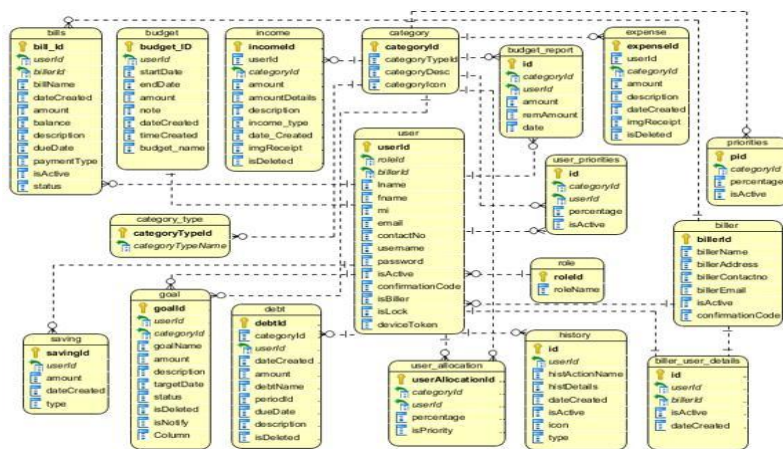 bills
bill_Id
userId
billerId
billName
dateCreated
amount
balance
description
dueDate
paymentType
isActive
status
budget
budget_ID
userId
startDate
endDate
amount
note
dateCreated
timeCreated
budget_name
income
incomeId
userId
categoryId
amount
amountDetails
description
income_type
date_Created
imgReceipt
isDeleted
category
categoryId
categoryTypeId
categoryDesc
categoryIcon
budget_report
id
categoryId
userId
amount
remAmount
date
expense
expenseId
userId
categoryId
amount
description
dateCreated
imgReceipt
isDeleted
user
userId
roleId
billerId
lname
fname
mi
email
contactNo
username
password
isActive
confirmationCode
isBiller
isLock
deviceToken
user_priorities
id
categoryId
userId
percentage
isActive
priorities
pid
categoryId
percentage
isActive
category_type
categoryTypeId
categoryTypeName
role
roleId
roleName
biller
billerId
billerName
billerAddress
billerContactno
billerEmail
isActive
confirmationCode
saving
savingId
userId
amount
dateCreated
type
goal
goalId
userId
categoryId
goalName
amount
description
targetDate
status
isDeleted
isNotify
Column
debt
debtId
categoryId
userId
dateCreated
amount
debtName
periodId
dueDate
description
isDeleted
user_allocation
userAllocationId
categoryId
userId
percentage
isPriority
history
id
userId
histActionName
histDetails
dateCreated
isActive
icon
type
biller_user_details
id
userId
billerId
isActive
dateCreated